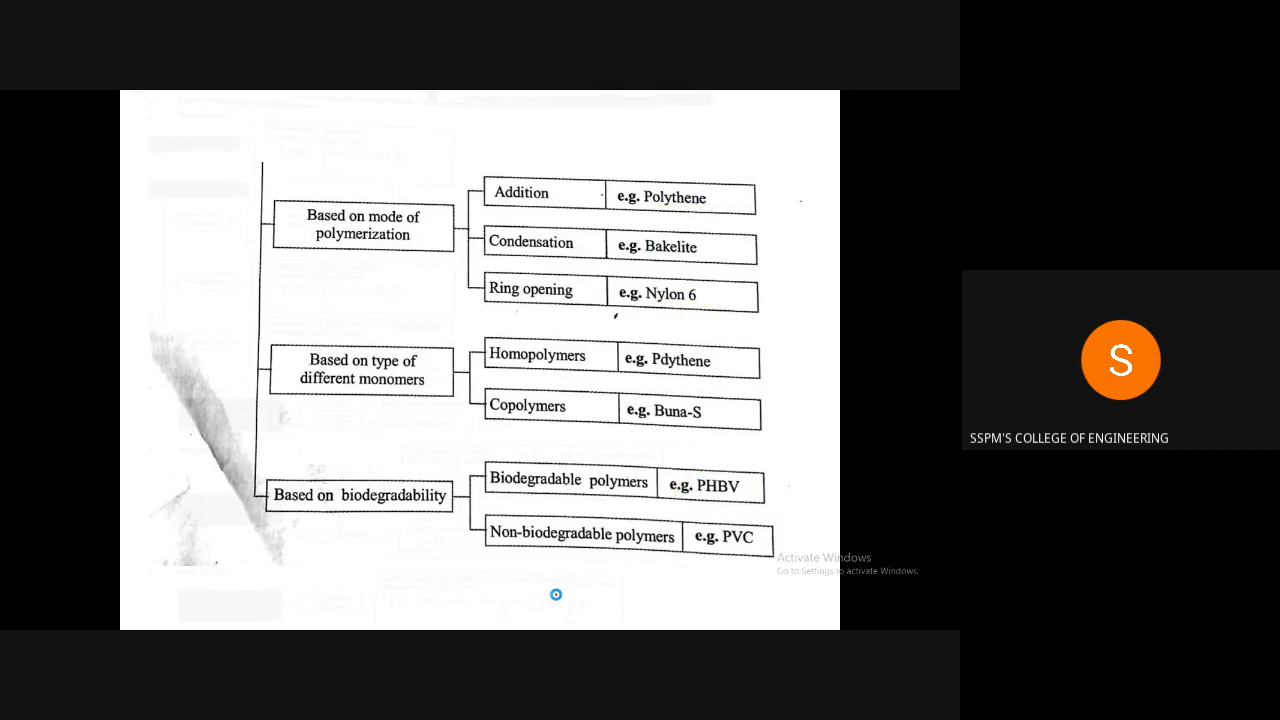 Based on mode of
polymerization
Addition e.g. Polythene
Condensation e.g. Bakelite
Ring opening e.g. Nylon 6
Based on type of
different monomers
Homopolymers e.g. Pdythene
Copolymers e.g. Buna-S
Based on biodegradability
Biodegradable polymers e.g. PHBV
Non-biodegradable polymers e.g. PVC
Activate Windows
Go to Settings to activate Windows.
S
SSPM'S COLLEGE OF ENGINEERING